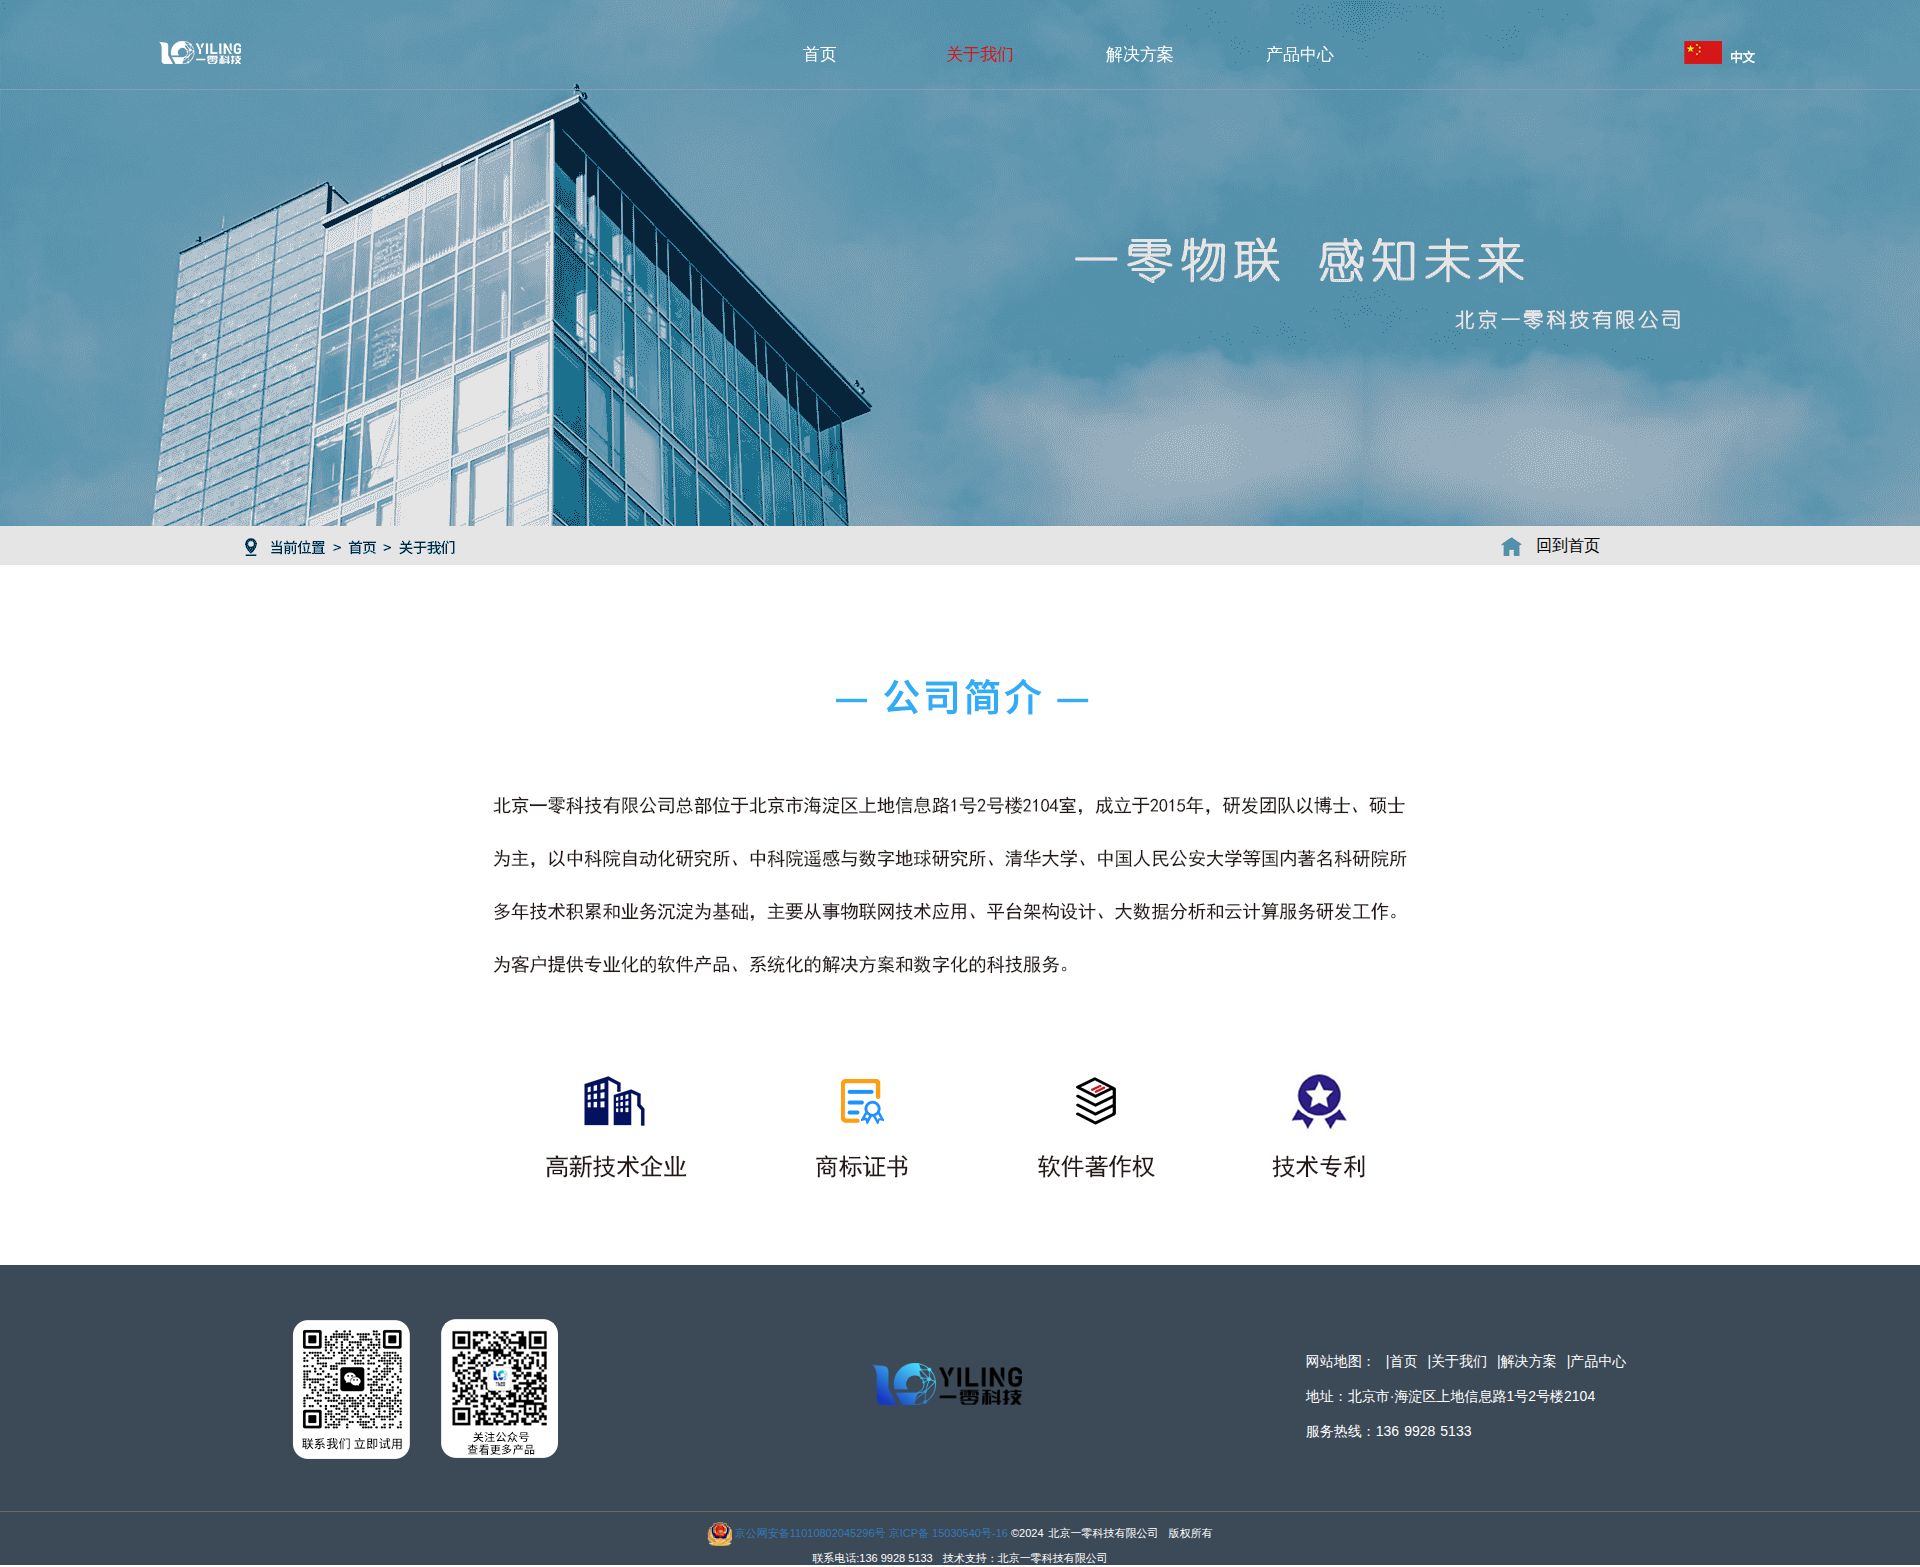 YILING
一零科技
首页
关于我们
解决方案
产品中心
中文
一零物联 感知未来
北京一零科技有限公司
当前位置 > 首页 > 关于我们
回到首页
— 公司简介 —
北京一零科技有限公司总部位于北京市海淀区上地信息路1号2号楼2104室，成立于2015年，研发团队以博士、硕士
为主，以中科院自动化研究所、中科院遥感与数字地球研究所、清华大学、中国人民公安大学等国内著名科研院所
多年技术积累和业务沉淀为基础，主要从事物联网技术应用、平台架构设计、大数据分析和云计算服务研发工作。
为客户提供专业化的软件产品、系统化的解决方案和数字化的科技服务。
高新技术企业
商标证书
软件著作权
技术专利
联系我们 立即试用
关注公众号
查看更多产品
YILING
一零科技
网站地图： |首页 |关于我们 |解决方案 |产品中心
地址：北京市·海淀区上地信息路1号2号楼2104
服务热线：136 9928 5133
京公网安备11010802045296号 京ICP备 15030540号-16 ©2024 北京一零科技有限公司 版权所有
联系电话:136 9928 5133 技术支持：北京一零科技有限公司